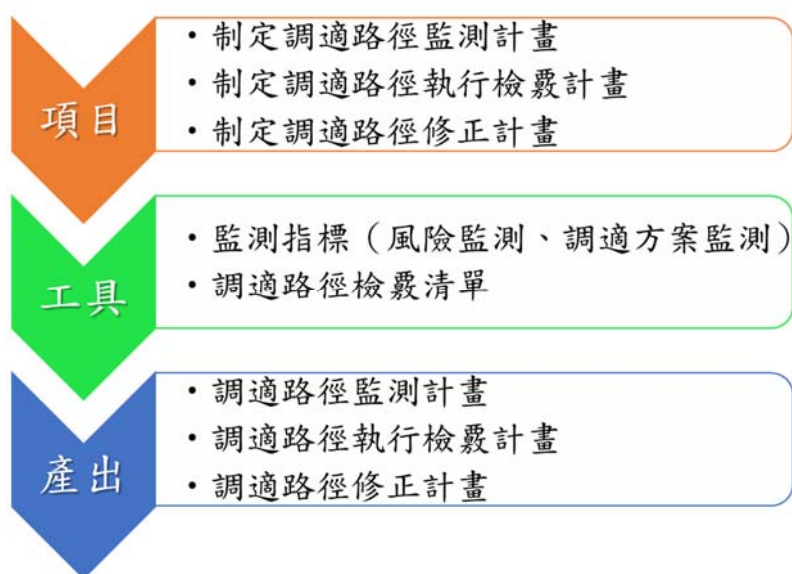 項目
•制定調適路徑監測計畫
•制定調適路徑執行檢覈計畫
•制定調適路徑修正計畫
工具
•監測指標（風險監測、調適方案監測）
•調適路徑檢覈清單
產出
•調適路徑監測計畫
•調適路徑執行檢覈計畫
•調適路徑修正計畫